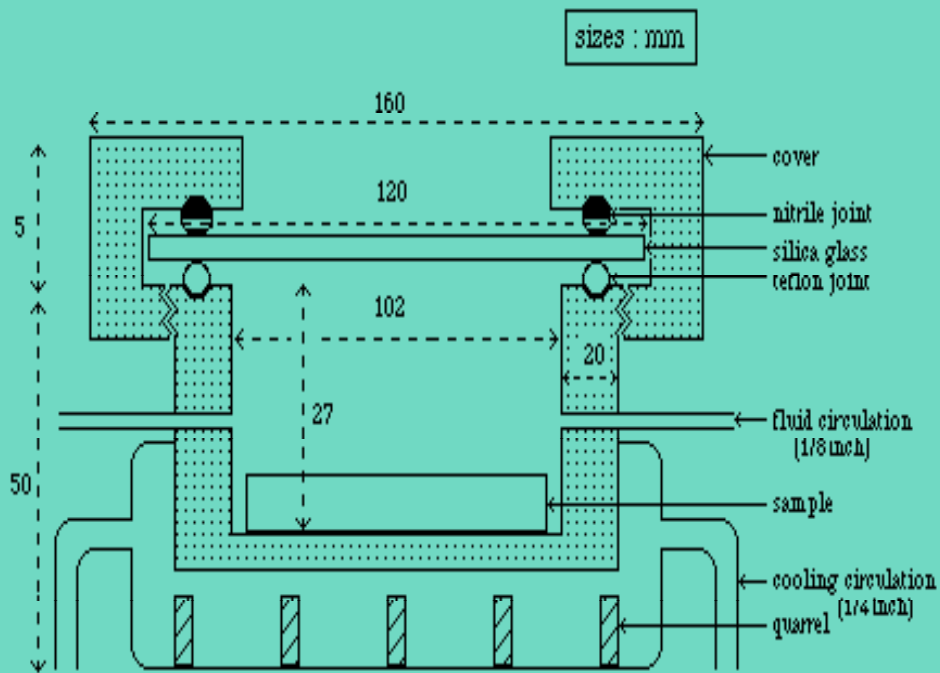 sizes : mm
160
cover
5
120
nitrile joint
silica glass
teflon joint
102
20
27
fluid circulation
(1/8 inch)
50
sample
cooling circulation
(1/4 inch)
quarrel